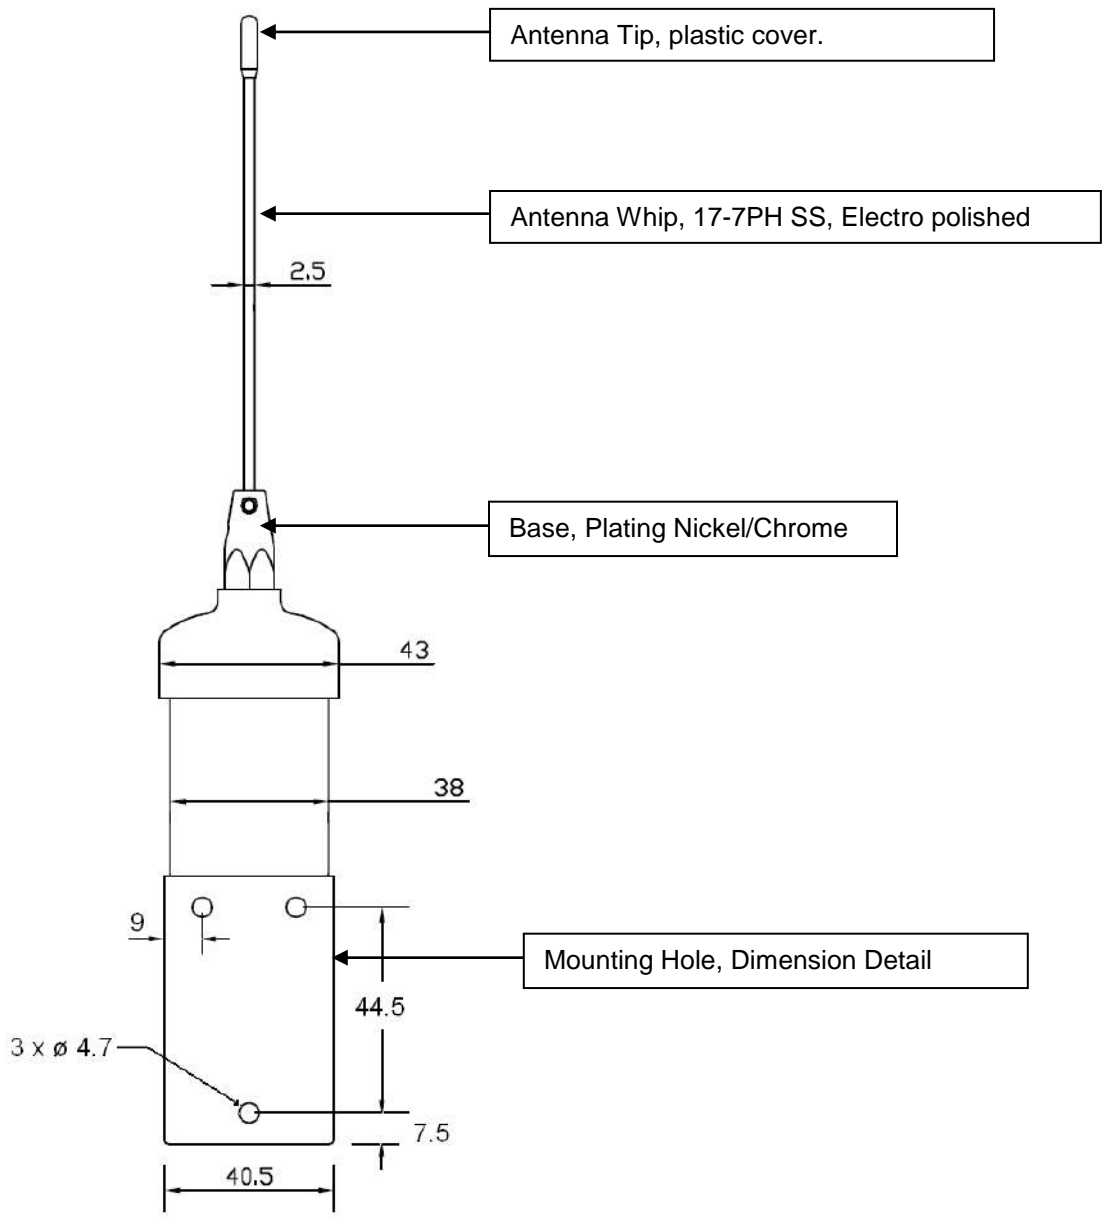 Antenna Tip, plastic cover.
Antenna Whip, 17-7PH SS, Electro polished
2.5
Base, Plating Nickel/Chrome
43
38
9
Mounting Hole, Dimension Detail
44.5
3 x ø 4.7
7.5
40.5